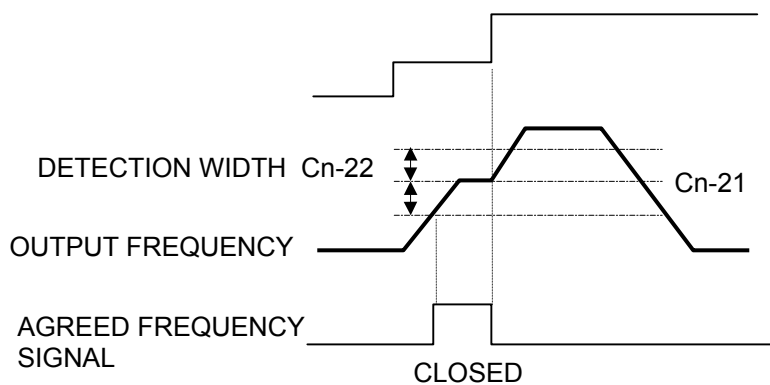 DETECTION WIDTH Cn-22
Cn-21
OUTPUT FREQUENCY
AGREED FREQUENCY
SIGNAL
CLOSED